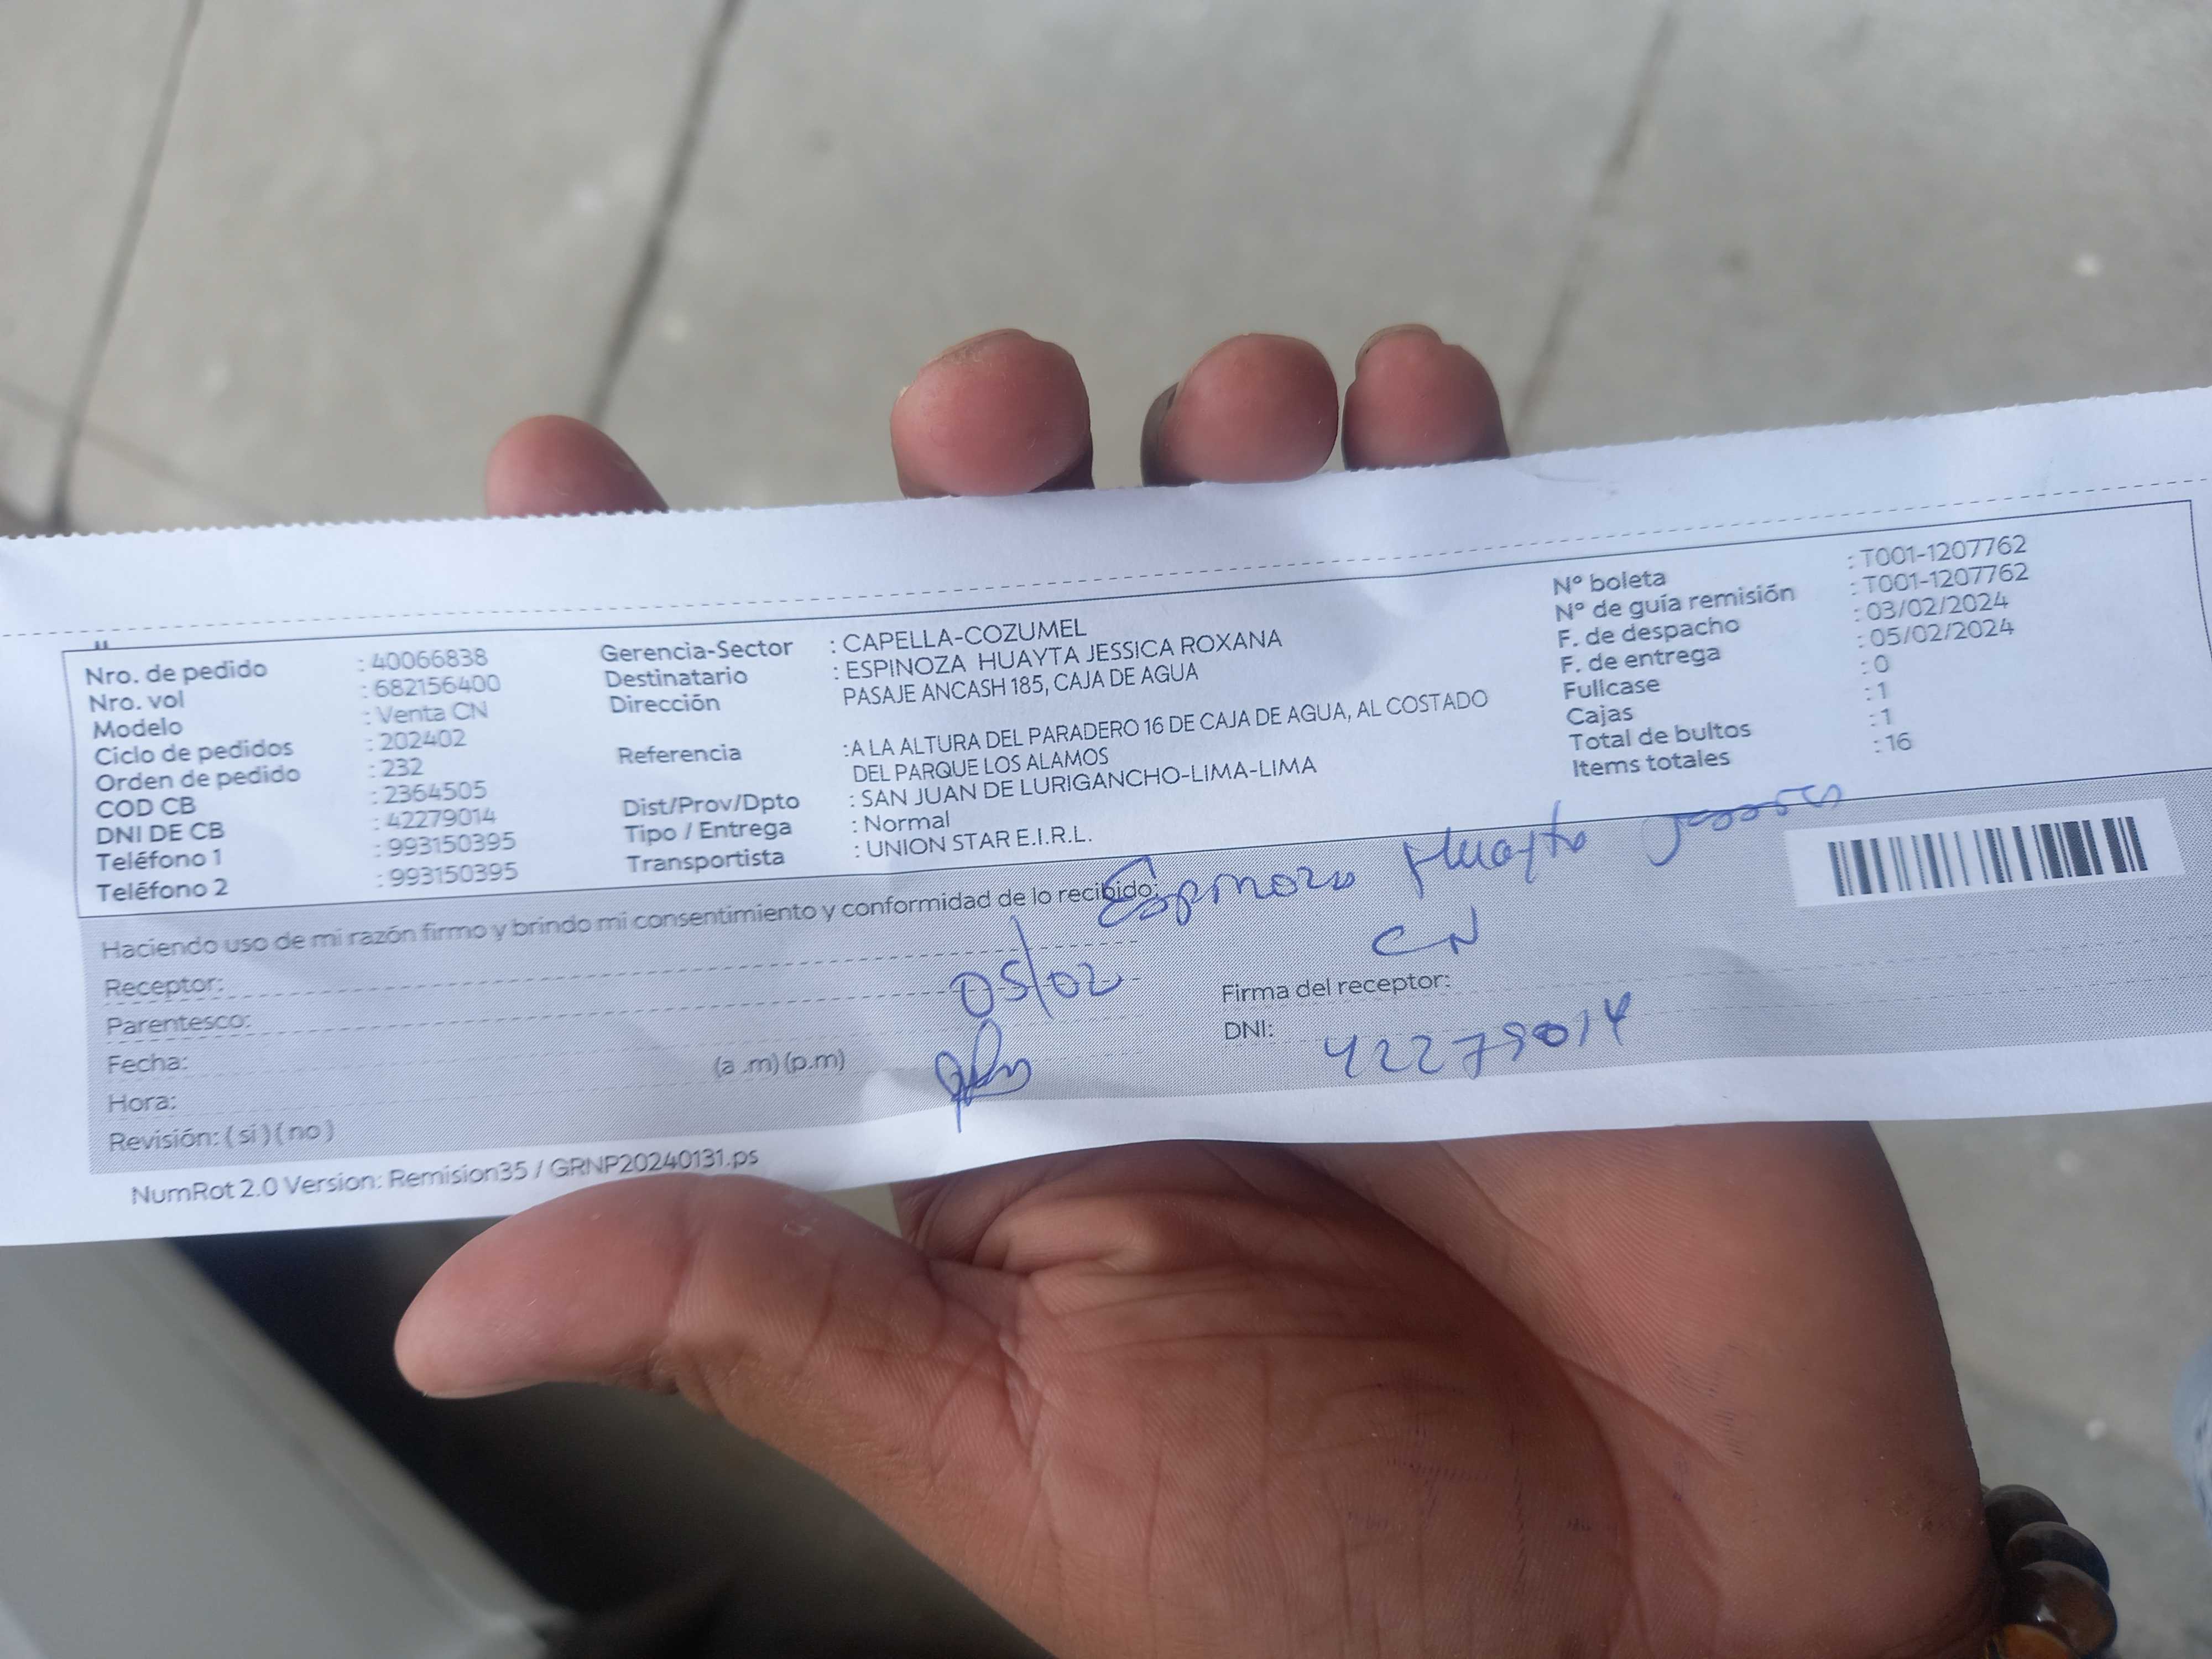 Nro. de pedido : 40066838
Nro. vol : 682156400
Modelo : Venta CN
Ciclo de pedidos : 202402
Orden de pedido : 232
COD CB : 2364505
DNI DE CB : 42279014
Teléfono 1 : 993150395
Teléfono 2 : 993150395
Gerencia-Sector : CAPELLA-COZUMEL
Destinatario : ESPINOZA HUAYTA JESSICA ROXANA
Dirección PASAJE ANCASH 185, CAJA DE AGUA
Referencia :A LA ALTURA DEL PARADERO 16 DE CAJA DE AGUA, AL COSTADO
DEL PARQUE LOS ALAMOS
Dist/Prov/Dpto : SAN JUAN DE LURIGANCHO-LIMA-LIMA
Tipo / Entrega : Normal
Transportista : UNION STAR E.I.R.L.
N° boleta : T001-1207762
N° de guía remisión : T001-1207762
F. de despacho : 03/02/2024
F. de entrega : 05/02/2024
Fullcase : 0
Cajas : 1
Total de bultos : 1
Items totales : 16
Haciendo uso de mi razón firmo y brindo mi consentimiento y conformidad de lo recibido:
Espinoza Huayta
Receptor:
CN
Parentesco:
05/02
Firma del receptor:
Fecha:
DNI: 42279014
Hora: (a .m) (p.m)
Revisión: ( si ) ( no )
NumRot 2.0 Version: Remision35 / GRNP20240131.ps